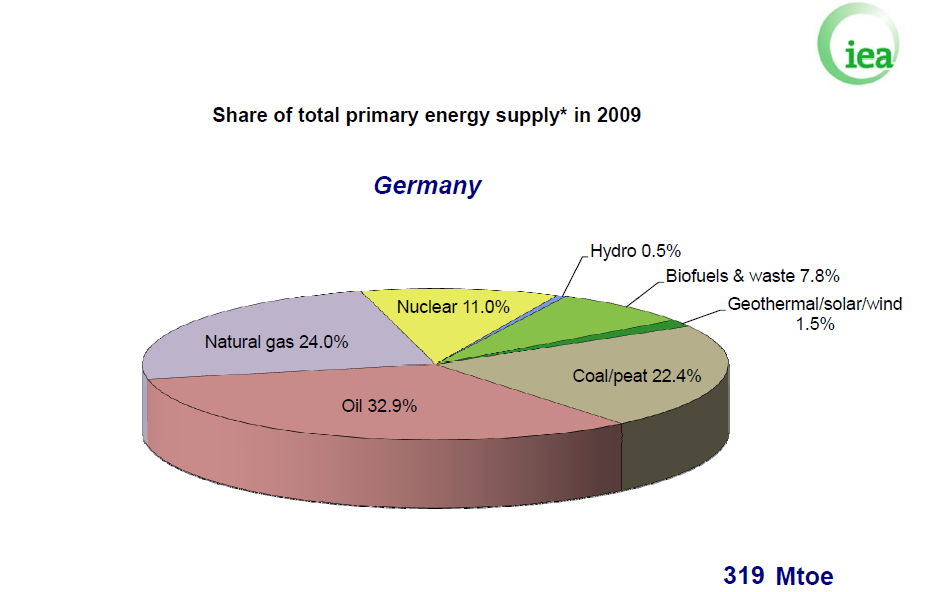 iea
Share of total primary energy supply* in 2009
Germany
Hydro 0.5%
Biofuels & waste 7.8%
Geothermal/solar/wind
1.5%
Nuclear 11.0%
Natural gas 24.0%
Coal/peat 22.4%
Oil 32.9%
319 Mtoe